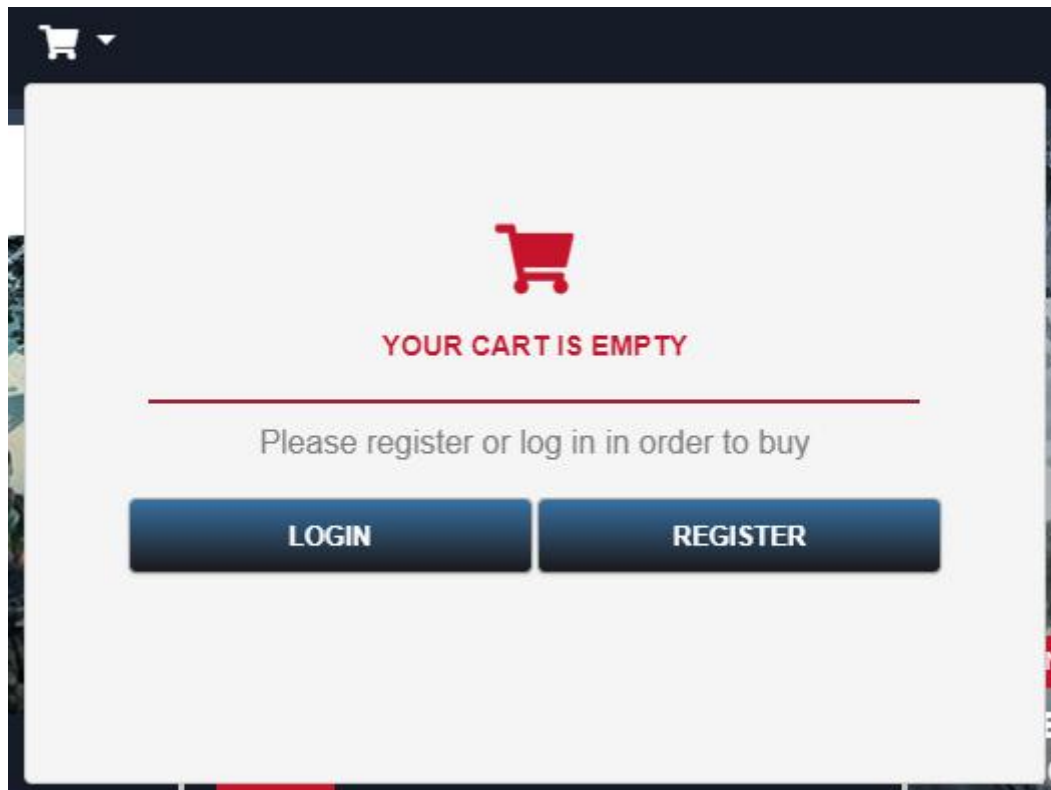 YOUR CART IS EMPTY
Please register or log in in order to buy
LOGIN
REGISTER